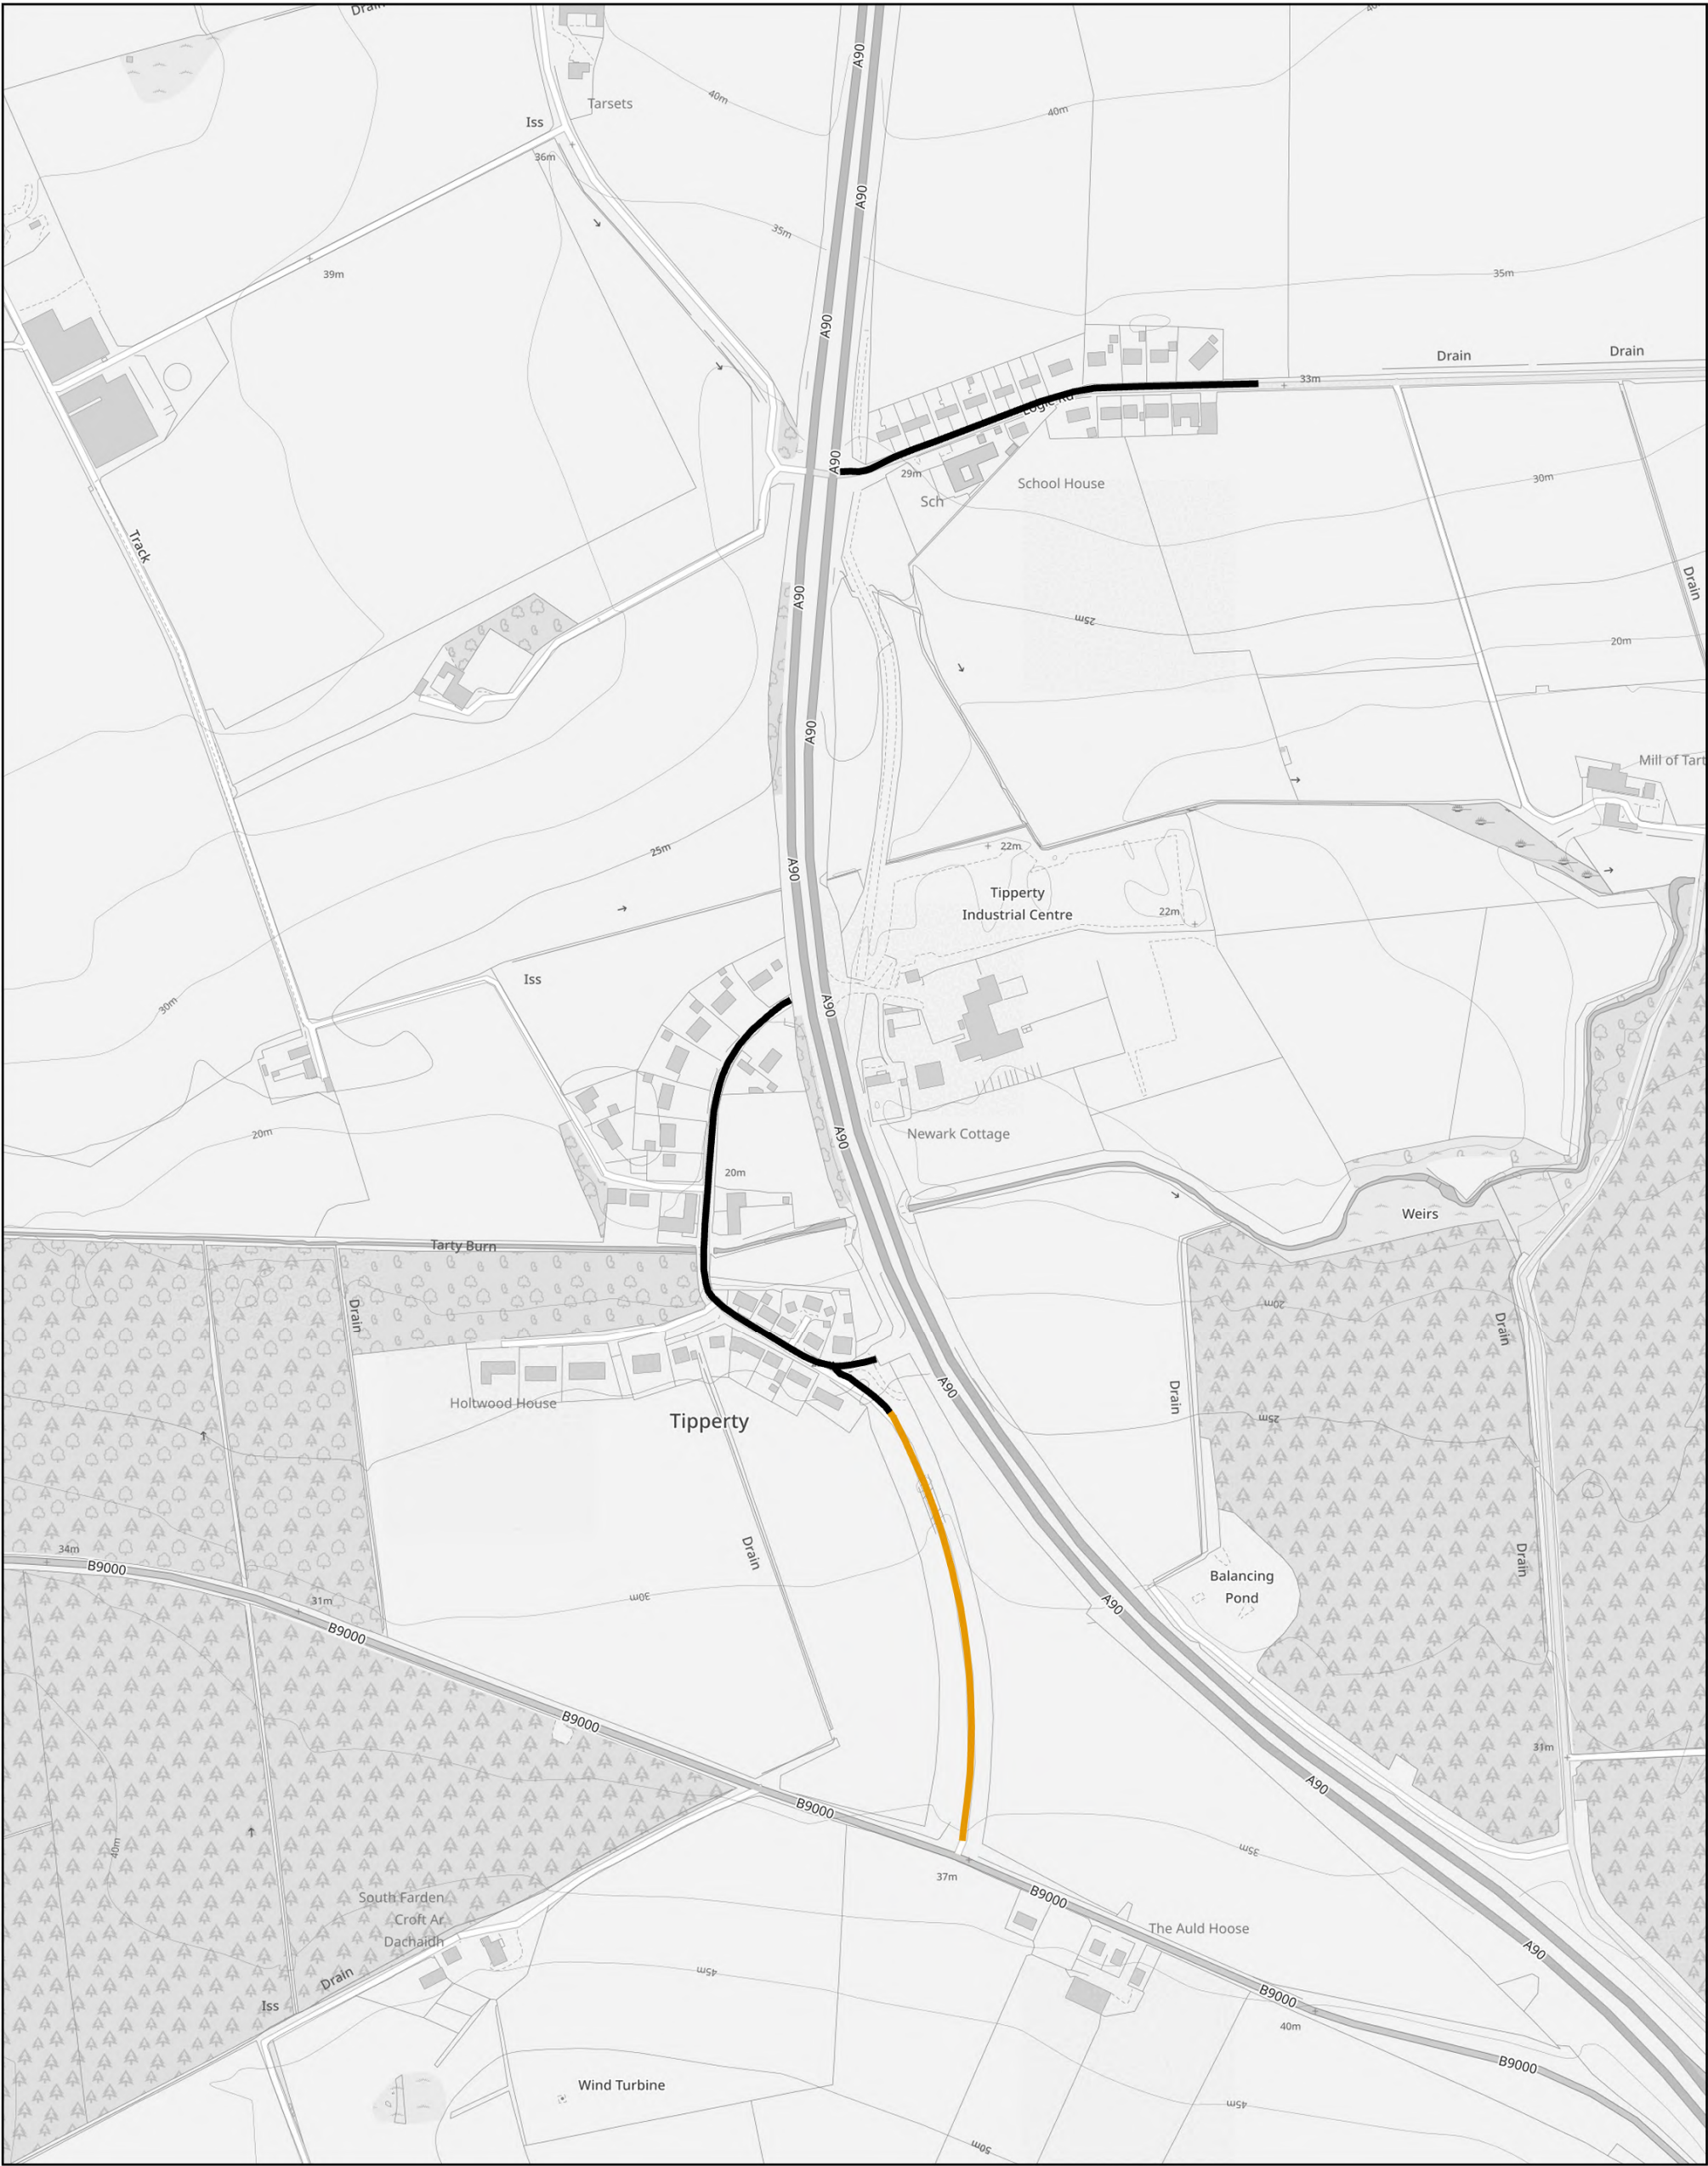 Drain
A90
Tarsets
40m
40m
Iss
36m
A90
35m
39m
35m
A90
Drain
Drain
33m
Logie Rd
A90
29m
School House
Sch
30m
Track
A90
Drain
25m
20m
A90
Mill of Tart
25m
22m
A90
Tipperty
Industrial Centre
22m
Iss
30m
A90
20m
A90
Newark Cottage
20m
Weirs
Tarty Burn
20m
Drain
Drain
A90
Drain
Holtwood House
25m
Tipperty
34m
B9000
Drain
Drain
Balancing
Pond
30m
31m
A90
B9000
B9000
31m
A90
B9000
40m
35m
37m
South Farden
Croft Ar
Dachaidh
B9000
The Auld Hoose
A90
45m
Drain
Iss
B9000
40m
B9000
Wind Turbine
45m
50m